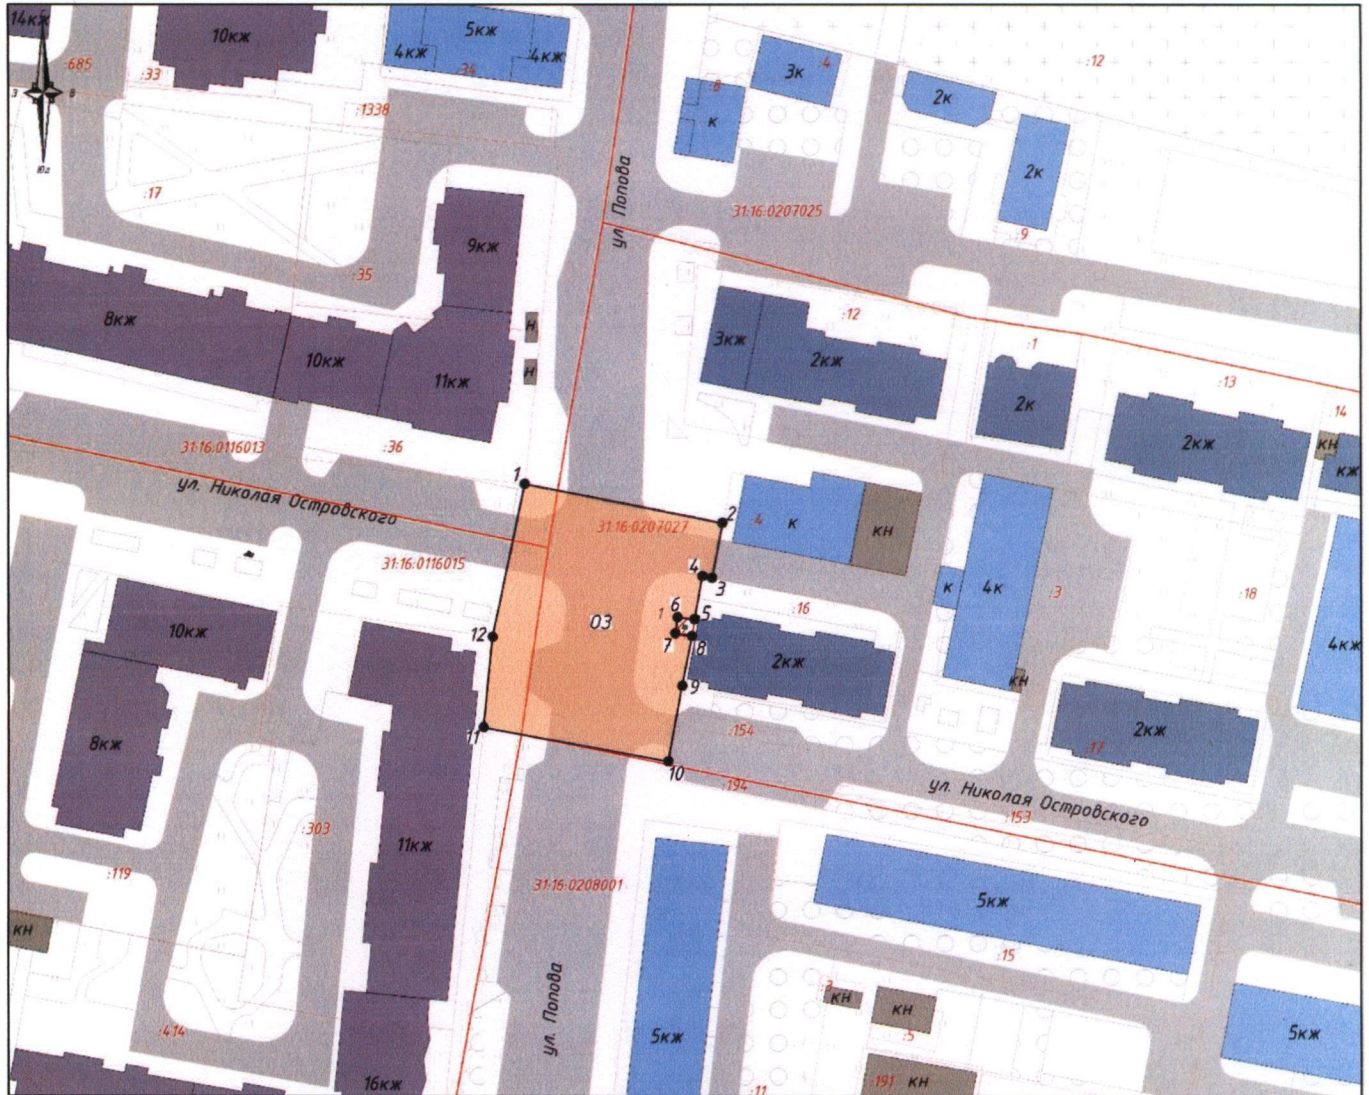 14кж
10кж
5кж
4кж
4кж
34
:685
:33
:1338
З
В
Юг
:17
:35
9кж
8кж
10кж
11кж
н
н
31:16:0116013
:36
ул. Николая Островского
31:16:0116015
ул. Попова
3к
:4
:8
к
2к
:12
2к
:9
31:16:0207025
:12
3кж
2кж
:1
2к
:13
2кж
:14
кн
кж
1
2
31:16:0207027
4
3
6
5
1
7
8
9
10
11
12
ОЗ
4
к
кн
к
4к
:3
:18
4кж
:16
2кж
кн
:154
2кж
:17
:194
ул. Николая Островского
:153
10кж
8кж
11кж
:303
:119
кн
:414
16кж
31:16:0208001
ул. Попова
5кж
5кж
:15
:3
кн
кн
:5
:191
кн
:11
5кж